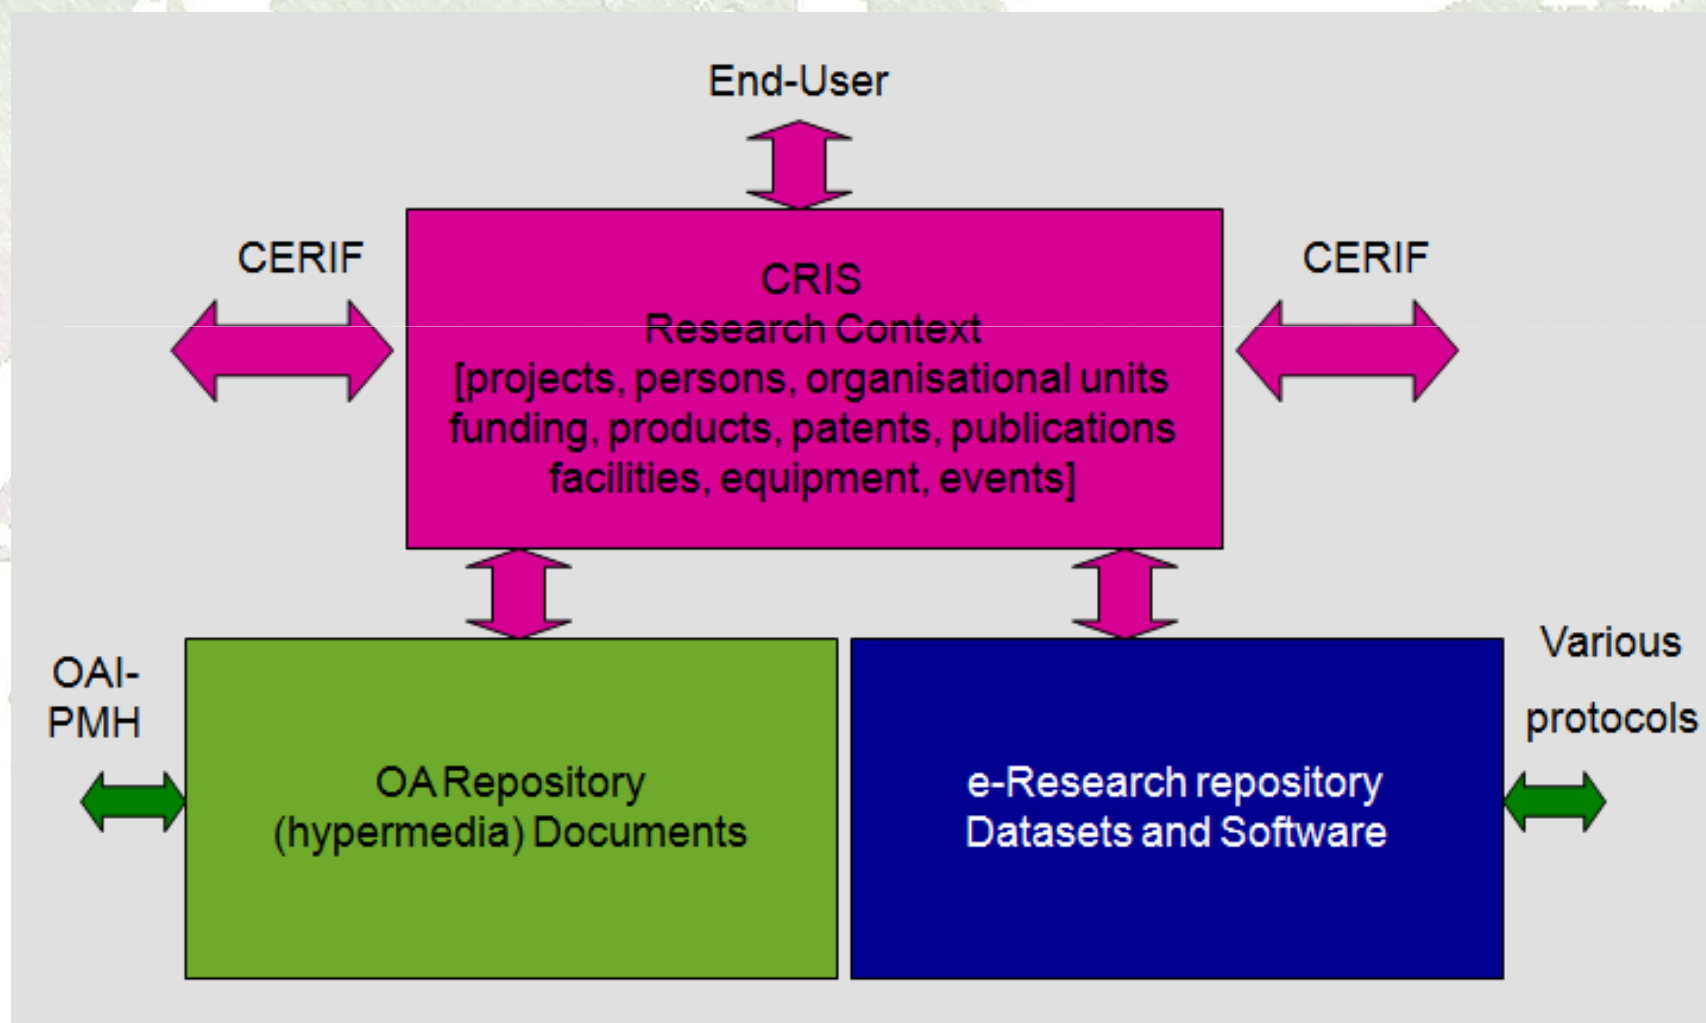 End-User
CERIF
CERIF
CRIS
Research Context
[projects, persons, organisational units
funding, products, patents, publications
facilities, equipment, events]
OAI-
PMH
Various
protocols
OA Repository
(hypermedia) Documents
e-Research repository
Datasets and Software